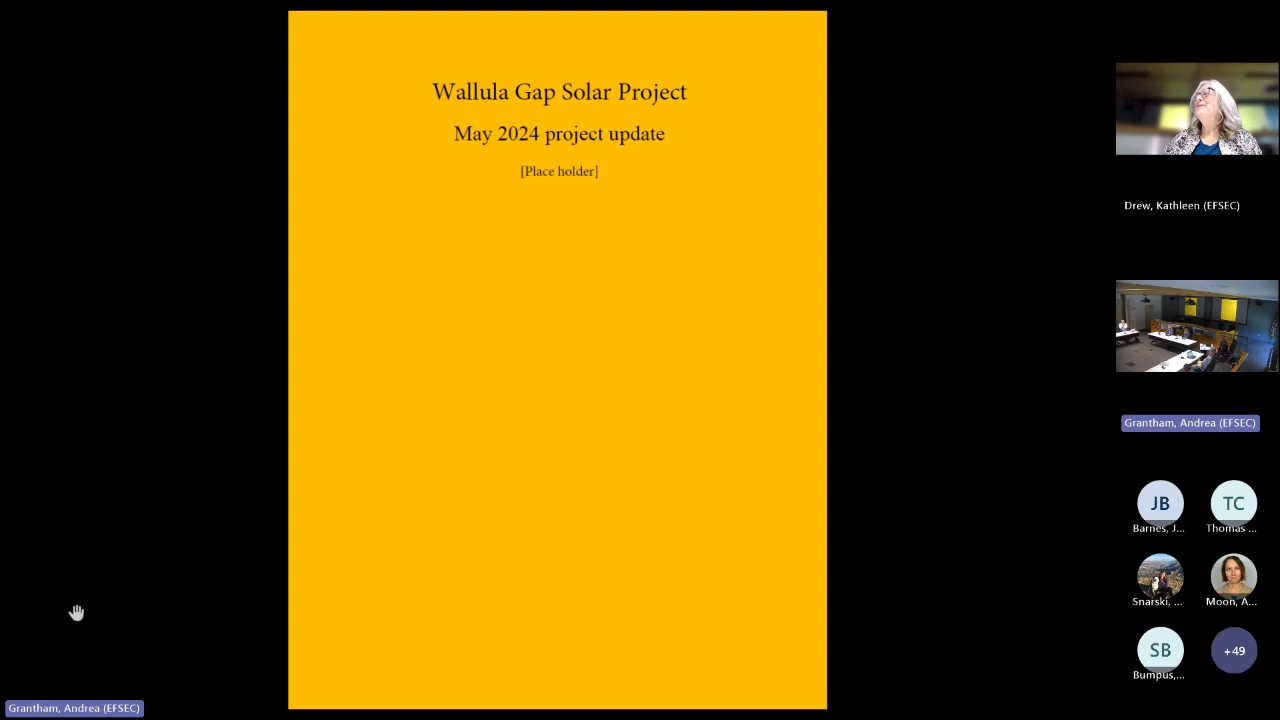 Wallula Gap Solar Project
May 2024 project update
[Place holder]
Drew, Kathleen (EFSEC)
Grantham, Andrea (EFSEC)
JB
TC
Barnes, J...
Thomas ...
Snarski, ...
Moon, A...
SB
+49
Bumpus,...
Grantham, Andrea (EFSEC)